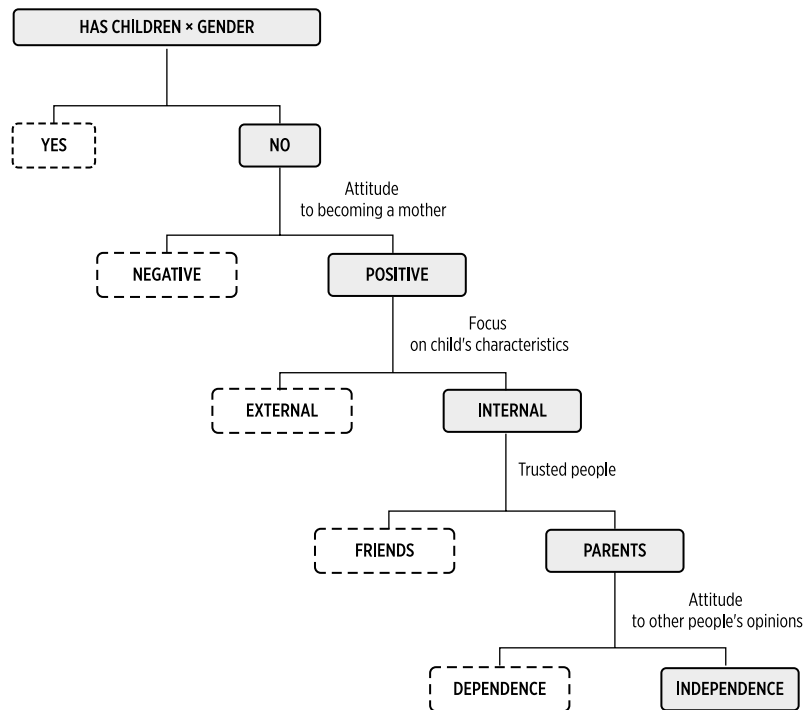 HAS CHILDREN × GENDER
YES
NO
Attitude
to becoming a mother
NEGATIVE
POSITIVE
Focus
on child's characteristics
EXTERNAL
INTERNAL
Trusted people
FRIENDS
PARENTS
Attitude
to other people's opinions
DEPENDENCE
INDEPENDENCE